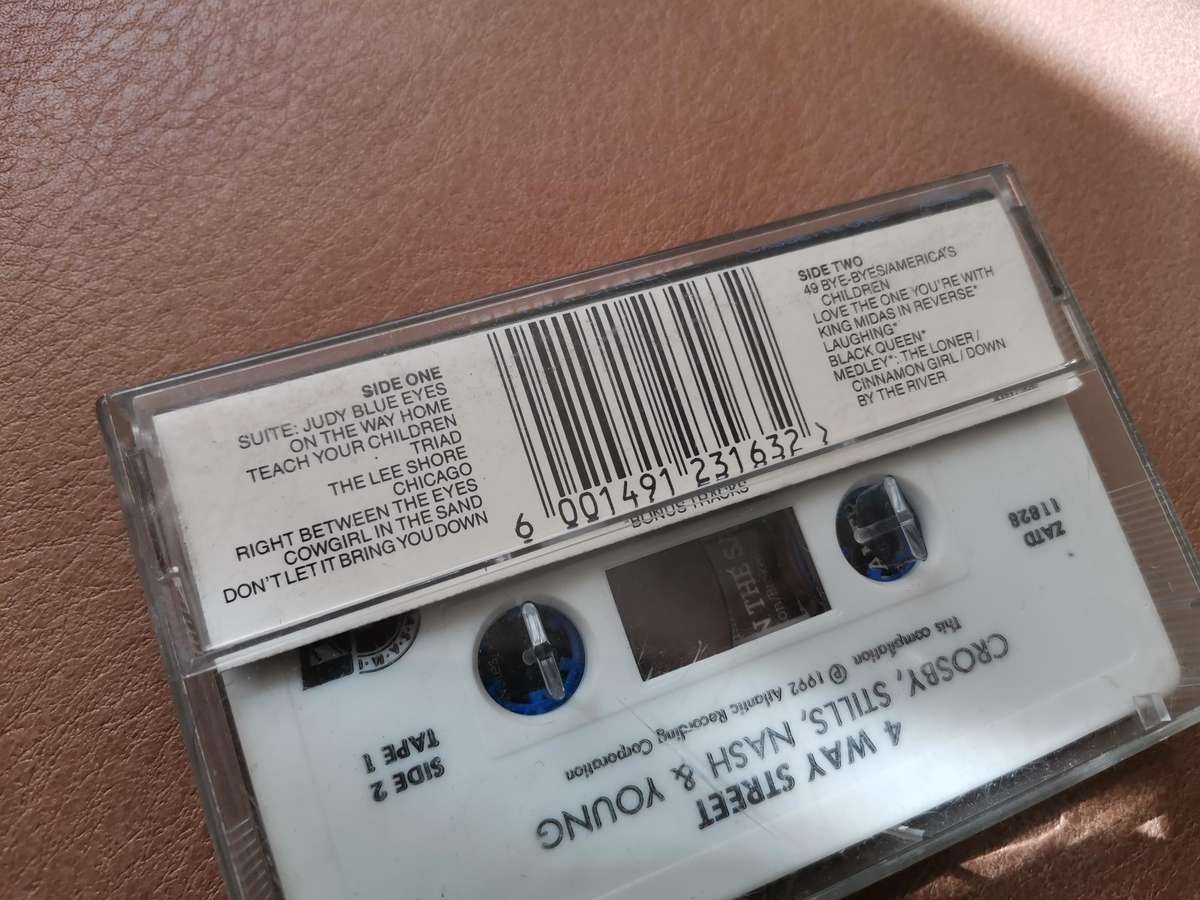 SIDE ONE
SUITE: JUDY BLUE EYES
ON THE WAY HOME
TEACH YOUR CHILDREN
TRIAD
THE LEE SHORE
CHICAGO
RIGHT BETWEEN THE EYES
COWGIRL IN THE SAND
DON'T LET IT BRING YOU DOWN
6 001491 231632 >
*BONUS TRACKS
SIDE TWO
49 BYE-BYES/AMERICA'S
CHILDREN
LOVE THE ONE YOU'RE WITH
KING MIDAS IN REVERSE*
LAUGHING*
BLACK QUEEN*
MEDLEY*: THE LONER/
CINNAMON GIRL/DOWN
BY THE RIVER
4 WAY STREET
CROSBY, STILLS, NASH & YOUNG
This compilation ℗ 1992 Atlantic Recording Corporation
SIDE 2
TAPE 1
ZATD
11828